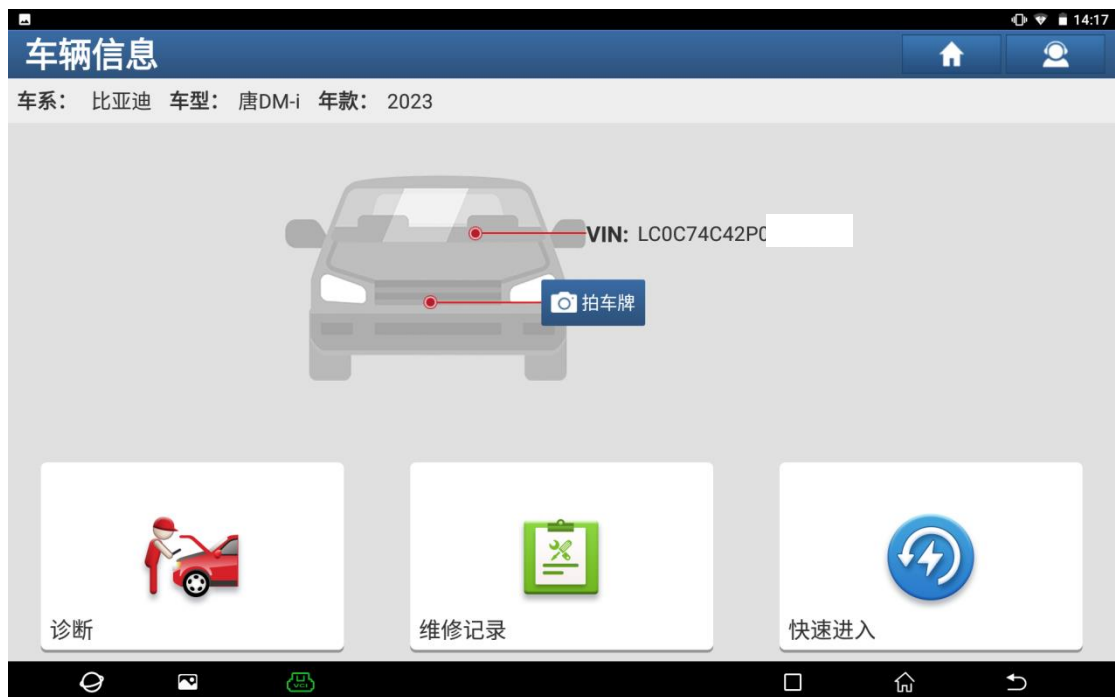 14:17
车辆信息
车系： 比亚迪 车型： 唐DM-i 年款： 2023
VIN: LC0C74C42P0
拍车牌
诊断 维修记录 快速进入
VCI